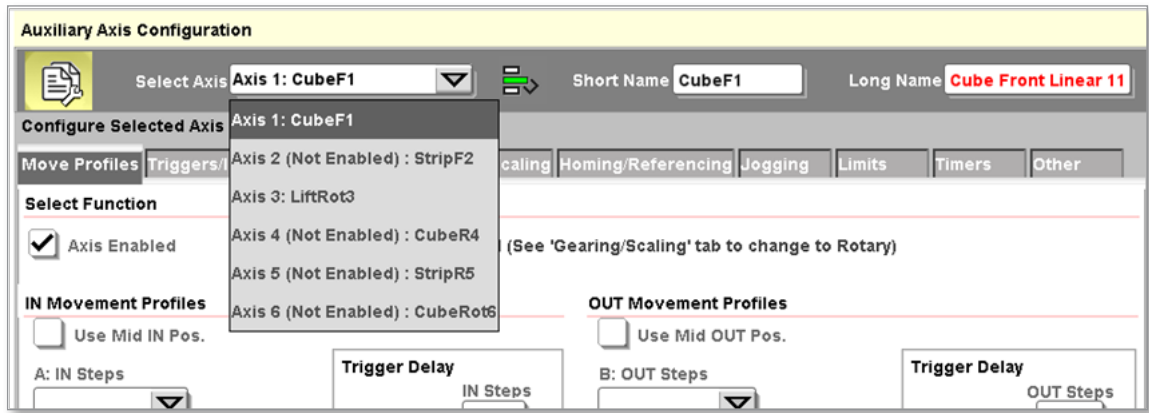 Auxiliary Axis Configuration
Select Axis Axis 1: CubeF1 Short Name CubeF1 Long Name Cube Front Linear 11
Configure Selected Axis Axis 1: CubeF1
Move Profiles Triggers/ Axis 2 (Not Enabled) : StripF2 caling Homing/Referencing Jogging Limits Timers Other
Axis 3: LiftRot3
Select Function
Axis Enabled Axis 4 (Not Enabled) : CubeR4 (See 'Gearing/Scaling' tab to change to Rotary)
Axis 5 (Not Enabled) : StripR5
IN Movement Profiles Axis 6 (Not Enabled) : CubeRot6 OUT Movement Profiles
Use Mid IN Pos. Use Mid OUT Pos.
A: IN Steps Trigger Delay B: OUT Steps Trigger Delay
IN Steps OUT Steps